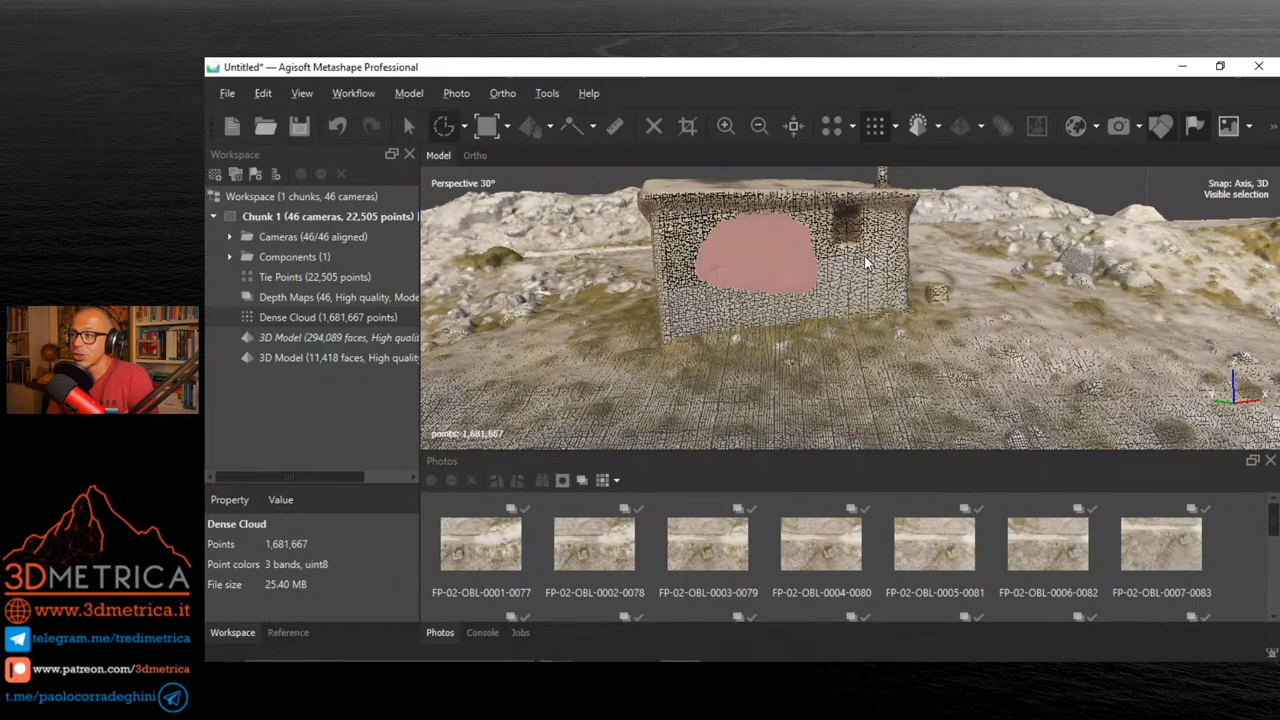 Untitled* — Agisoft Metashape Professional
File Edit View Workflow Model Photo Ortho Tools Help
Workspace
Model Ortho
Perspective 30°
Snap: Axis, 3D
Visible selection
Workspace (1 chunks, 46 cameras)
Chunk 1 (46 cameras, 22,505 points)
Cameras (46/46 aligned)
Components (1)
Tie Points (22,505 points)
Depth Maps (46, High quality, Mode
Dense Cloud (1,681,667 points)
3D Model (294,089 faces, High quali
3D Model (11,418 faces, High quality
points: 1,681,667
X
Photos
Property Value
Dense Cloud
Points 1,681,667
Point colors 3 bands, uint8
File size 25.40 MB
FP-02-OBL-0001-0077 FP-02-OBL-0002-0078 FP-02-OBL-0003-0079 FP-02-OBL-0004-0080 FP-02-OBL-0005-0081 FP-02-OBL-0006-0082 FP-02-OBL-0007-0083
Workspace Reference
Photos Console Jobs
3DMETRICA
www.3dmetrica.it
telegram.me/tredimetrica
www.patreon.com/3dmetrica
t.me/paolocorradeghini